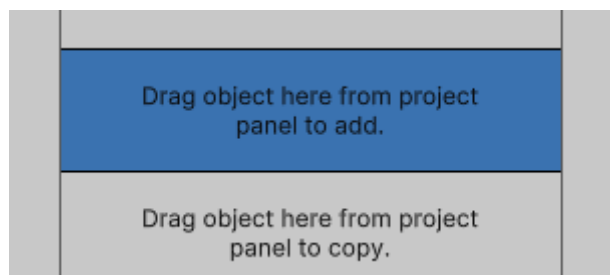 Drag object here from project
panel to add.
Drag object here from project
panel to copy.